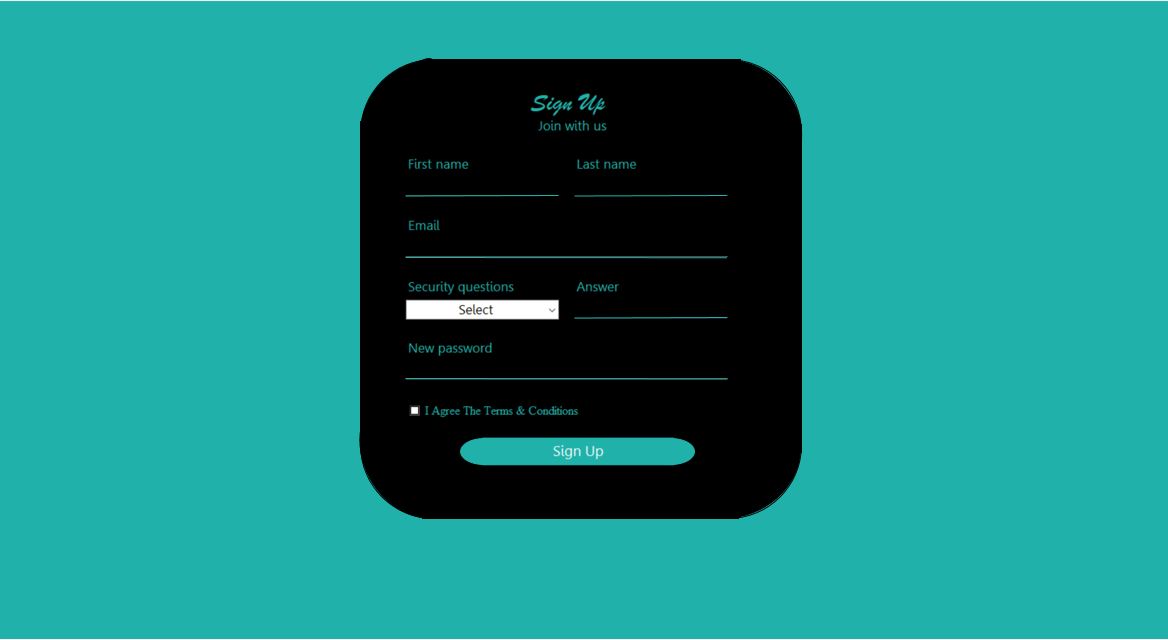 Sign Up
Join with us
First name Last name
Email
Security questions Answer
Select
New password
I Agree The Terms & Conditions
Sign Up